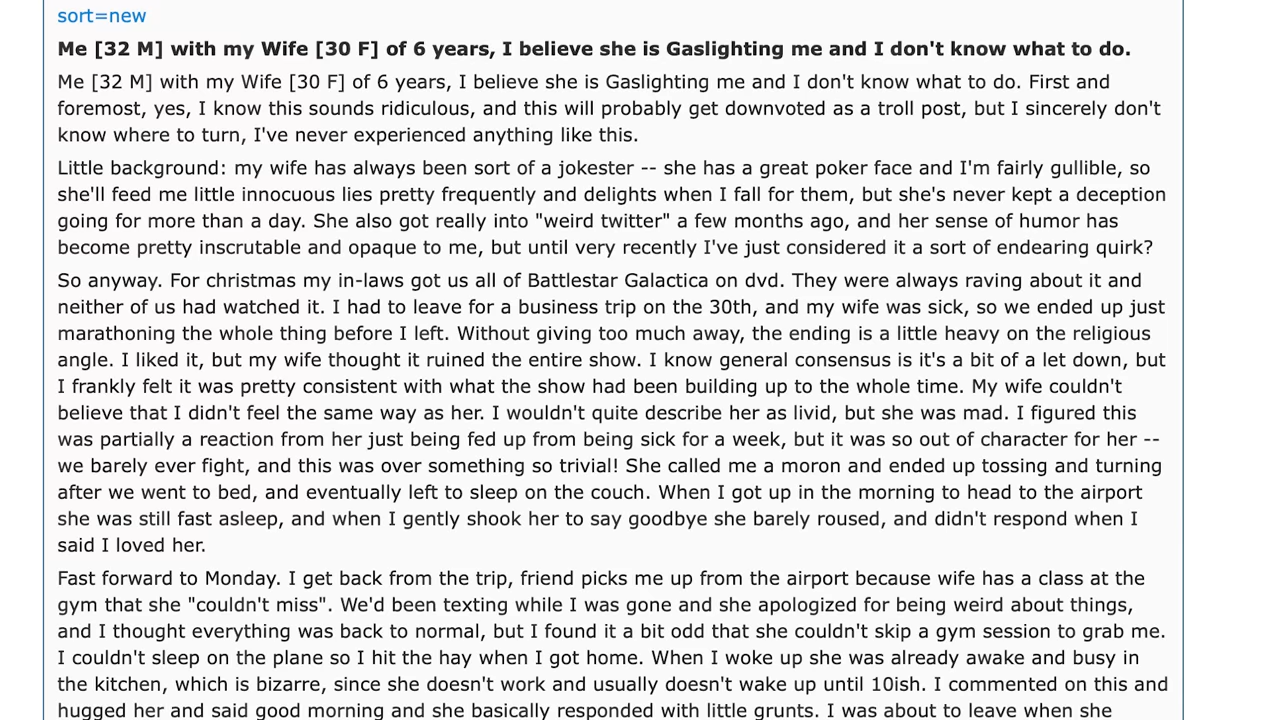 sort=new
Me [32 M] with my Wife [30 F] of 6 years, I believe she is Gaslighting me and I don't know what to do.
Me [32 M] with my Wife [30 F] of 6 years, I believe she is Gaslighting me and I don't know what to do. First and
foremost, yes, I know this sounds ridiculous, and this will probably get downvoted as a troll post, but I sincerely don't
know where to turn, I've never experienced anything like this.
Little background: my wife has always been sort of a jokester -- she has a great poker face and I'm fairly gullible, so
she'll feed me little innocuous lies pretty frequently and delights when I fall for them, but she's never kept a deception
going for more than a day. She also got really into "weird twitter" a few months ago, and her sense of humor has
become pretty inscrutable and opaque to me, but until very recently I've just considered it a sort of endearing quirk?
So anyway. For christmas my in-laws got us all of Battlestar Galactica on dvd. They were always raving about it and
neither of us had watched it. I had to leave for a business trip on the 30th, and my wife was sick, so we ended up just
marathoning the whole thing before I left. Without giving too much away, the ending is a little heavy on the religious
angle. I liked it, but my wife thought it ruined the entire show. I know general consensus is it's a bit of a let down, but
I frankly felt it was pretty consistent with what the show had been building up to the whole time. My wife couldn't
believe that I didn't feel the same way as her. I wouldn't quite describe her as livid, but she was mad. I figured this
was partially a reaction from her just being fed up from being sick for a week, but it was so out of character for her --
we barely ever fight, and this was over something so trivial! She called me a moron and ended up tossing and turning
after we went to bed, and eventually left to sleep on the couch. When I got up in the morning to head to the airport
she was still fast asleep, and when I gently shook her to say goodbye she barely roused, and didn't respond when I
said I loved her.
Fast forward to Monday. I get back from the trip, friend picks me up from the airport because wife has a class at the
gym that she "couldn't miss". We'd been texting while I was gone and she apologized for being weird about things,
and I thought everything was back to normal, but I found it a bit odd that she couldn't skip a gym session to grab me.
I couldn't sleep on the plane so I hit the hay when I got home. When I woke up she was already awake and busy in
the kitchen, which is bizarre, since she doesn't work and usually doesn't wake up until 10ish. I commented on this and
hugged her and said good morning and she basically responded with little grunts. I was about to leave when she